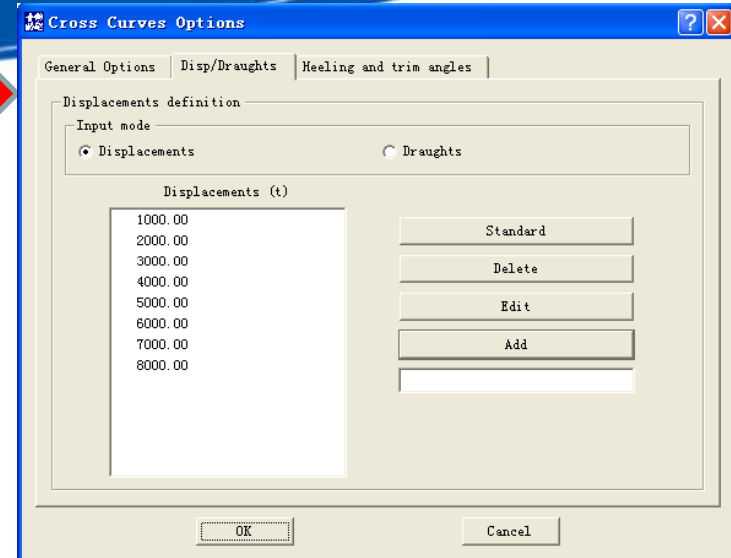 Cross Curves Options
General Options Disp/Draughts Heeling and trim angles
Displacements definition
Input mode
Displacements Draughts
Displacements (t)
1000.00
2000.00
3000.00
4000.00
5000.00
6000.00
7000.00
8000.00
Standard
Delete
Edit
Add
OK Cancel